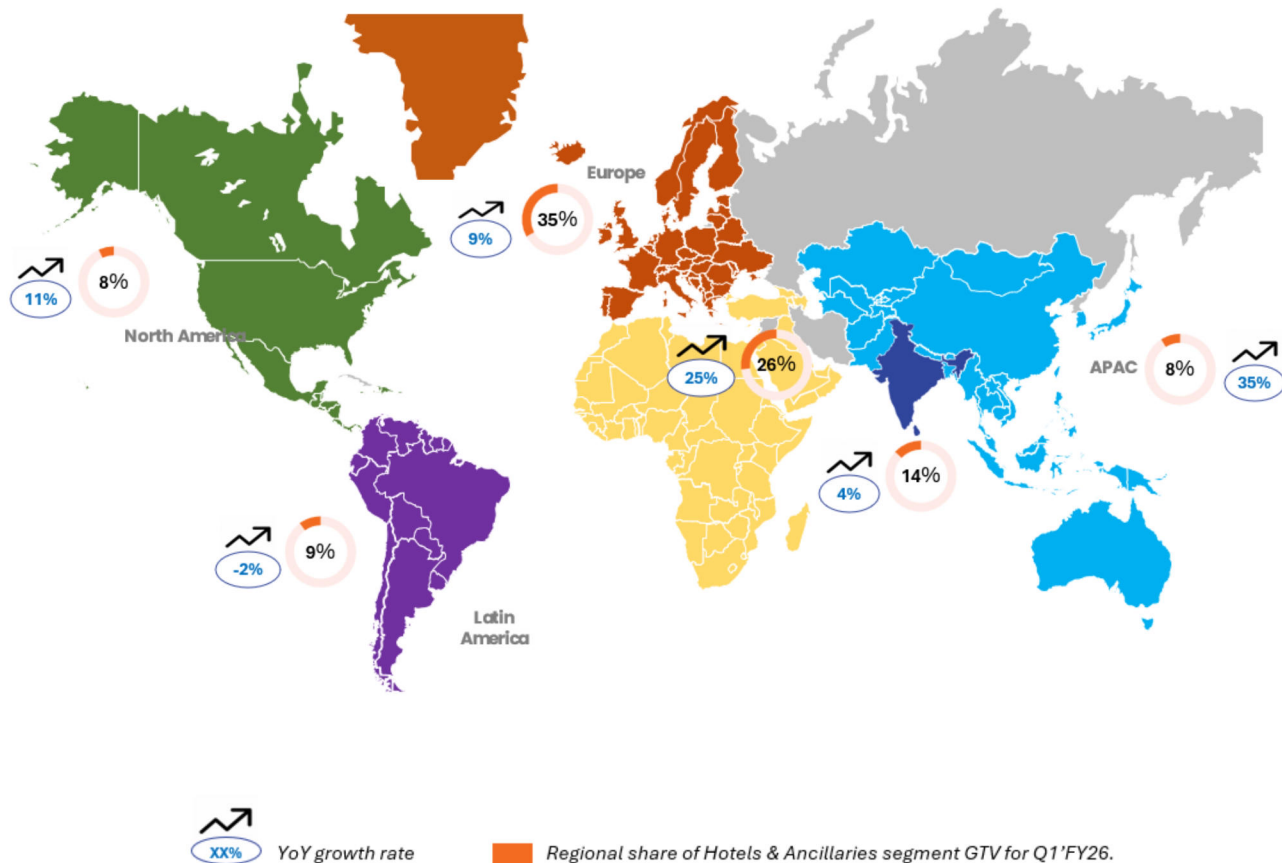 Europe
35%
9%
8%
11%
North America
26%
25%
APAC
8%
35%
14%
4%
9%
-2%
Latin
America
XX%
YoY growth rate
Regional share of Hotels & Ancillaries segment GTV for Q1'FY26.